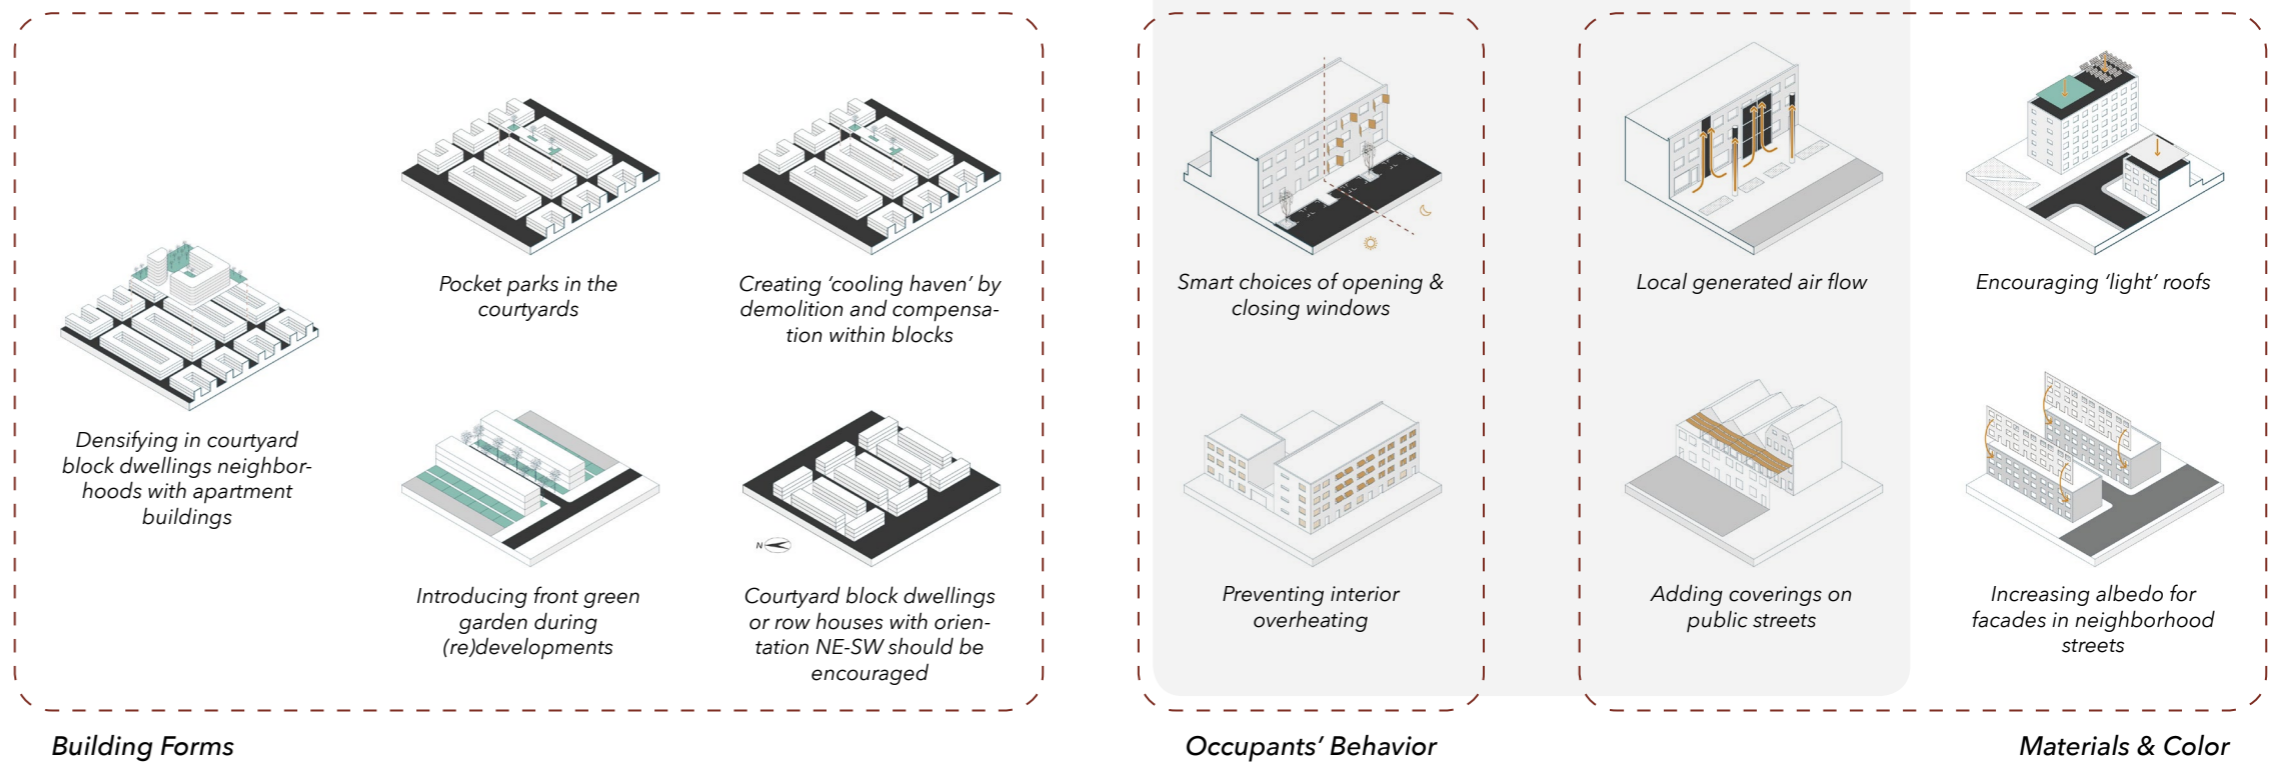 Pocket parks in the
courtyards
Creating ‘cooling haven’ by
demolition and compensa-
tion within blocks
Densifying in courtyard
block dwellings neighbor-
hoods with apartment
buildings
Introducing front green
garden during
(re)developments
N
Courtyard block dwellings
or row houses with orien-
tation NE-SW should be
encouraged
Building Forms
Smart choices of opening &
closing windows
Preventing interior
overheating
Occupants’ Behavior
Local generated air flow
Encouraging ‘light’ roofs
Adding coverings on
public streets
Increasing albedo for
facades in neighborhood
streets
Materials & Color